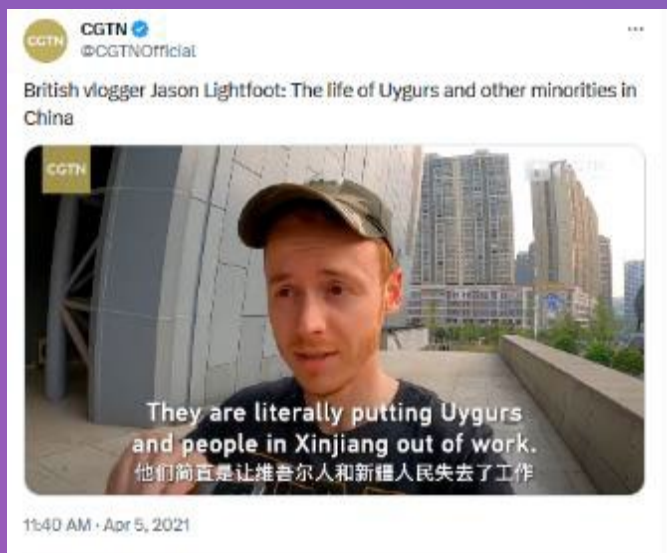 CGTN
CGTN
@CGTNOfficial
British vlogger Jason Lightfoot: The life of Uygurs and other minorities in
China
CGTN
They are literally putting Uygurs
and people in Xinjiang out of work.
他们简直是让维吾尔人和新疆人民失去了工作
11:40 AM · Apr 5, 2021